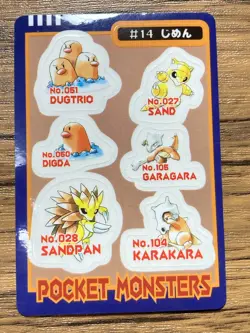 #14 じめん
No.051
DUGTRIO
No.027
SAND
No.050
DIGDA
No.105
GARAGARA
No.028
SANDPAN
No.104
KARAKARA
POCKET MONSTERS